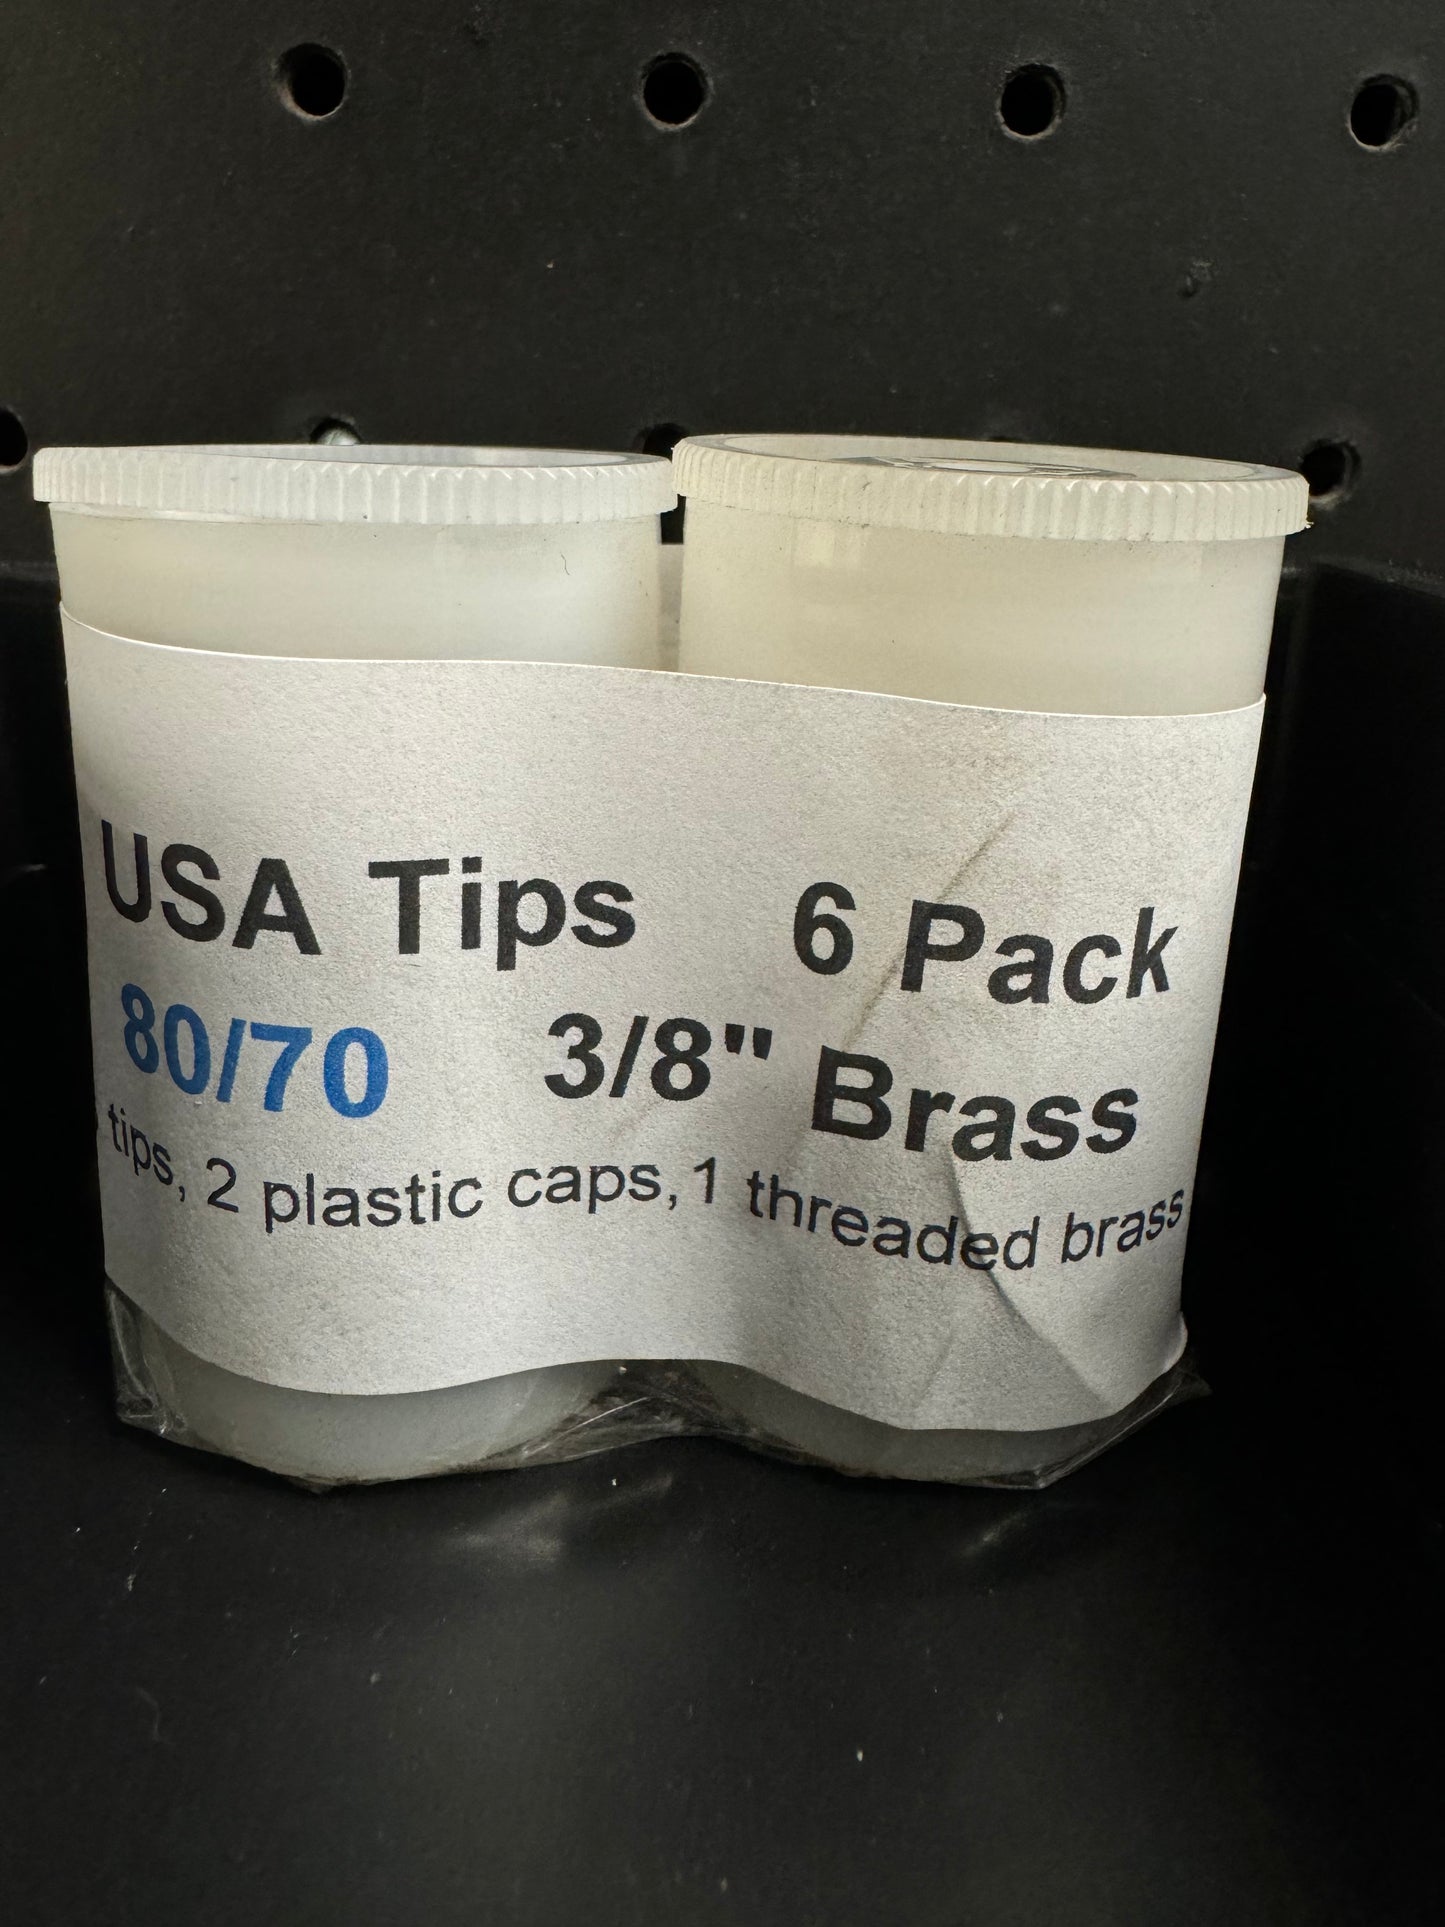 USA Tips 6 Pack
80/70 3/8" Brass
tips, 2 plastic caps, 1 threaded brass